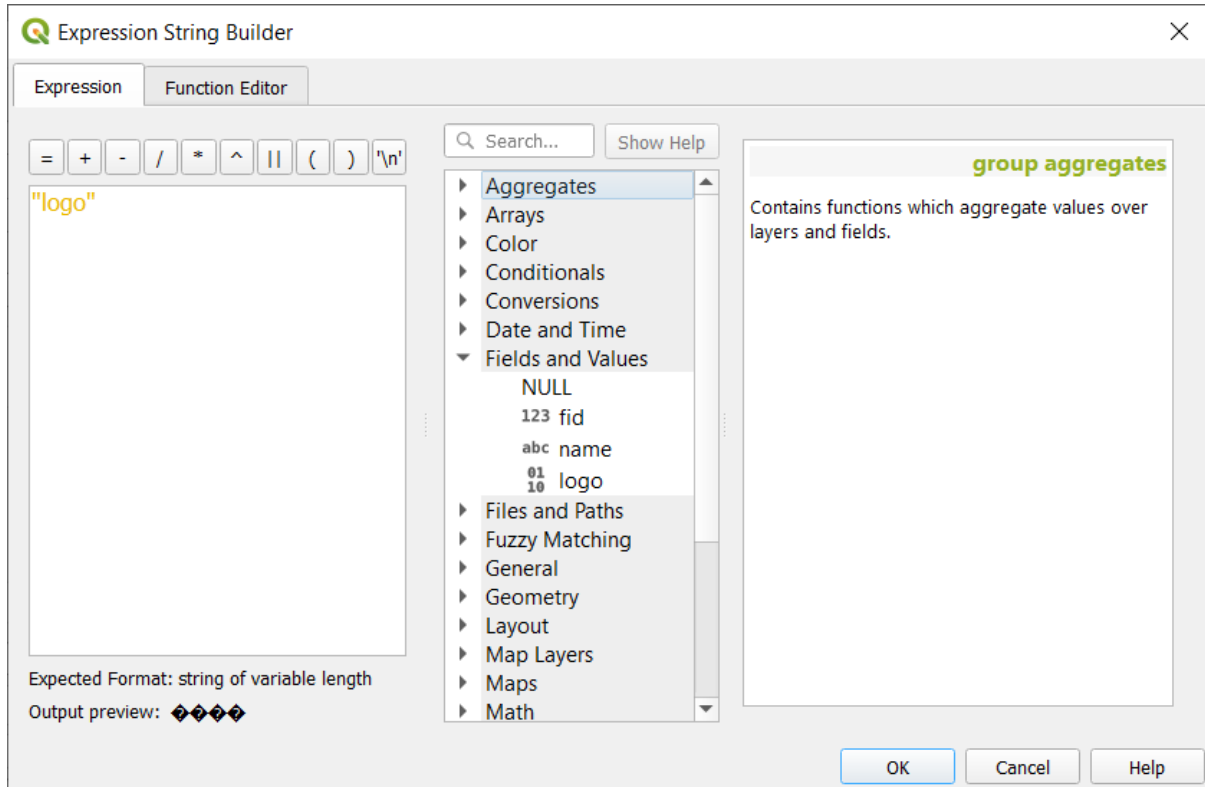 Expression String Builder
Expression
Function Editor
= + - / * ^ || ( ) '\n'
"logo"
Expected Format: string of variable length
Output preview: ����
Search...
Show Help
Aggregates
Arrays
Color
Conditionals
Conversions
Date and Time
Fields and Values
NULL
123 fid
abc name
01
10 logo
Files and Paths
Fuzzy Matching
General
Geometry
Layout
Map Layers
Maps
Math
group aggregates
Contains functions which aggregate values over
layers and fields.
OK
Cancel
Help